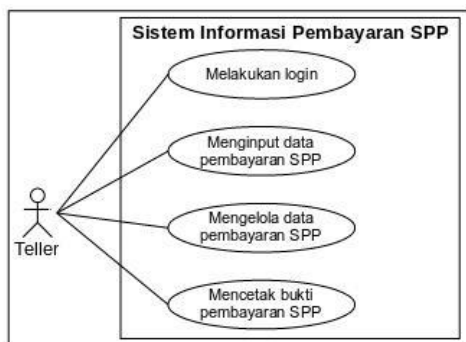 Sistem Informasi Pembayaran SPP
Melakukan login
Menginput data
pembayaran SPP
Mengelola data
pembayaran SPP
Teller
Mencetak bukti
pembayaran SPP